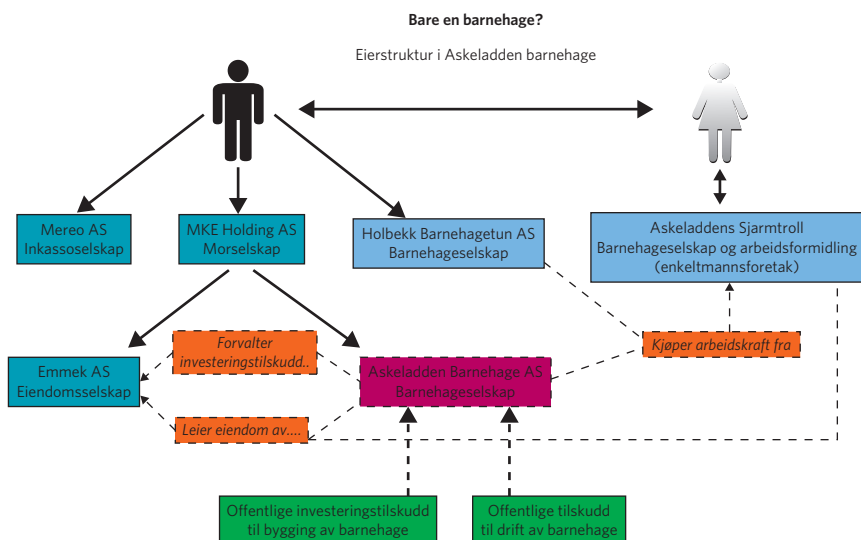 Bare en barnehage?
Eierstruktur i Askeladden barnehage
Mereo AS
Inkassoselskap
MKE Holding AS
Morselskap
Holbekk Barnehagetun AS
Barnehageselskap
Askeladdens Sjarmtroll
Barnehageselskap og arbeidsformidling
(enkeltmannsforetak)
Forvalter
investeringstilskudd..
Kjøper arbeidskraft fra
Emmek AS
Eiendomsselskap
Askeladden Barnehage AS
Barnehageselskap
Leier eiendom av....
Offentlige investeringstilskudd
til bygging av barnehage
Offentlige tilskudd
til drift av barnehage